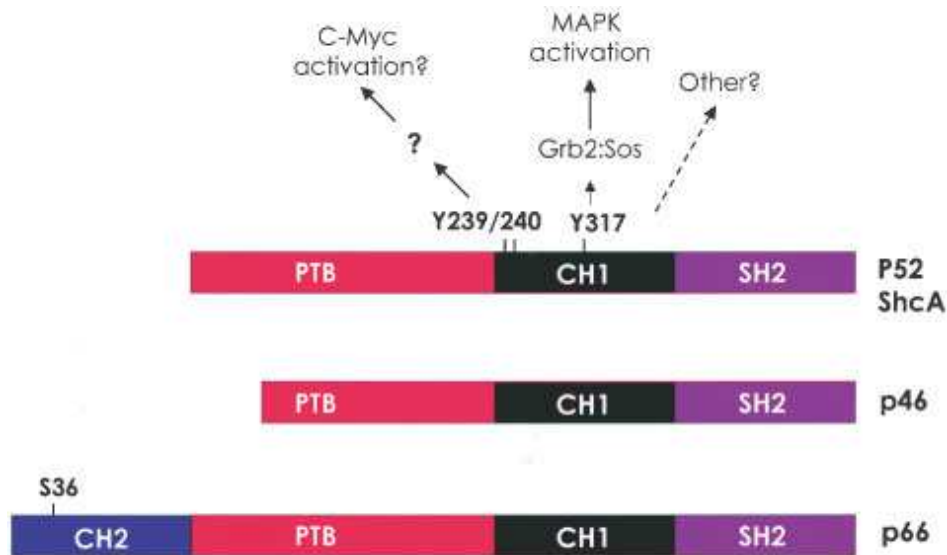 C-Myc
activation?
MAPK
activation
Other?
?
Grb2:Sos
Y239/240
Y317
PTB
CH1
SH2
P52
ShcA
PTB
CH1
SH2
p46
S36
CH2
PTB
CH1
SH2
p66